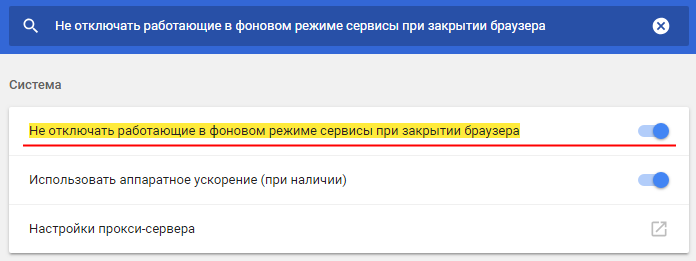 Не отключать работающие в фоновом режиме сервисы при закрытии браузера
Система
Не отключать работающие в фоновом режиме сервисы при закрытии браузера
Использовать аппаратное ускорение (при наличии)
Настройки прокси-сервера